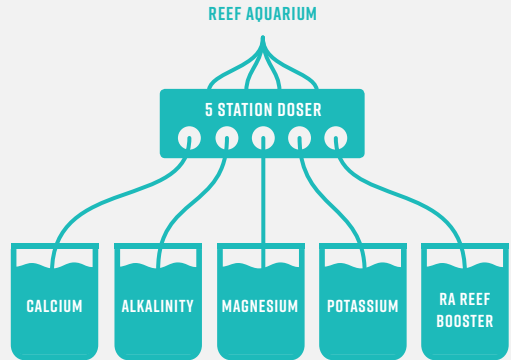 REEF AQUARIUM
5 STATION DOSER
CALCIUM
ALKALINITY
MAGNESIUM
POTASSIUM
RA REEF
BOOSTER